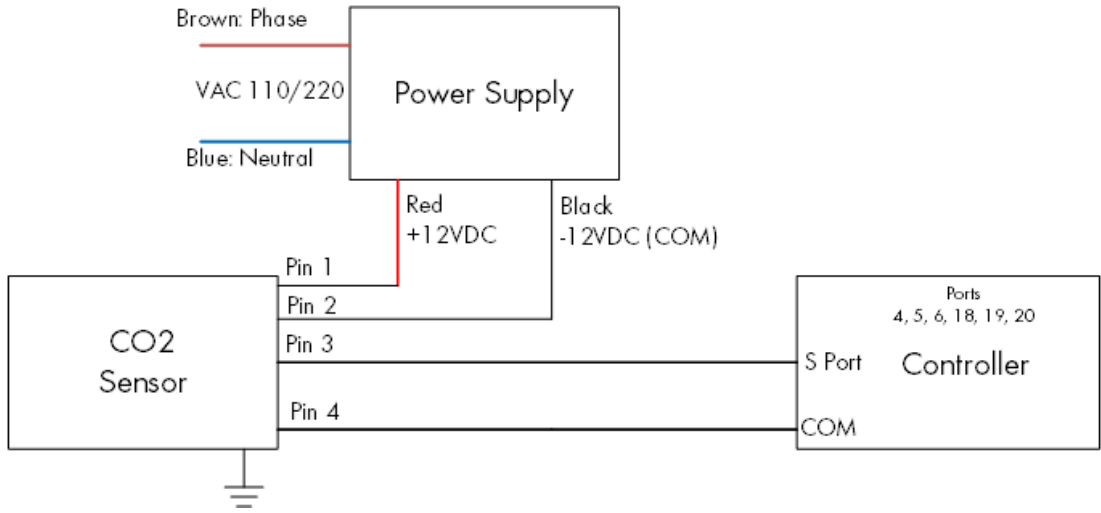 Brown: Phase
VAC 110/220
Power Supply
Blue: Neutral
Red
+12VDC
Black
-12VDC (COM)
Pin 1
Pin 2
Pin 3
Pin 4
CO2
Sensor
Ports
4, 5, 6, 18, 19, 20
S Port
Controller
COM